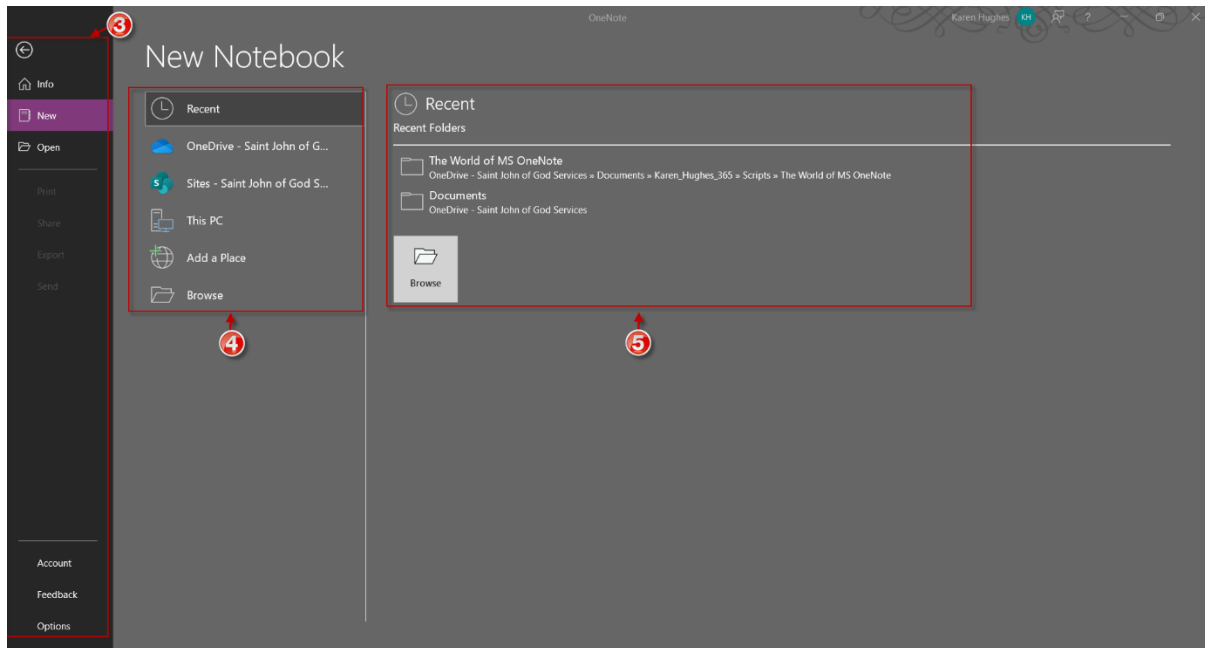 OneNote
Karen Hughes KH ?
3
New Notebook
Info
New
Open
Print
Share
Export
Send
Account
Feedback
Options
Recent
OneDrive - Saint John of G...
Sites - Saint John of God S...
This PC
Add a Place
Browse
4
Recent
Recent Folders
The World of MS OneNote
OneDrive - Saint John of God Services » Documents » Karen_Hughes_365 » Scripts » The World of MS OneNote
Documents
OneDrive - Saint John of God Services
Browse
5